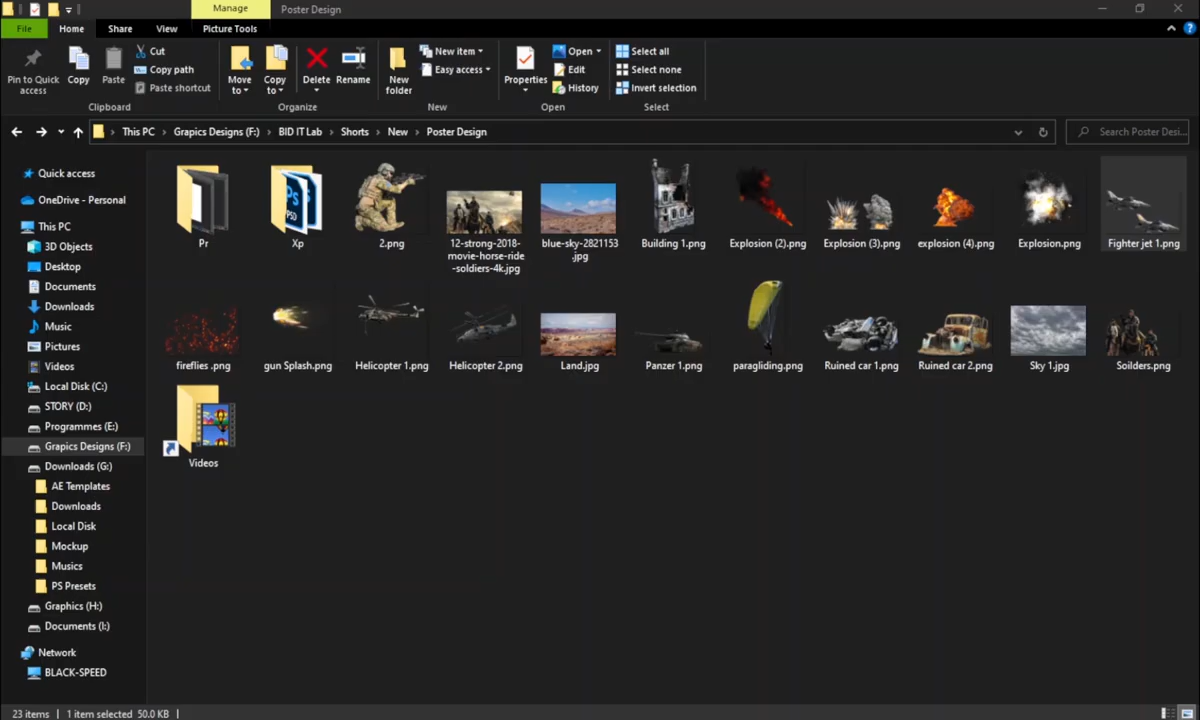 Manage
Poster Design
File
Home
Share
View
Picture Tools
Pin to Quick
access
Copy
Paste
Cut
Copy path
Paste shortcut
Clipboard
Move
to
Copy
to
Delete
Rename
Organize
New
folder
New item
Easy access
New
Properties
Open
Edit
History
Open
Select all
Select none
Invert selection
Select
This PC > Grapics Designs (F:) > BID IT Lab > Shorts > New > Poster Design
Search Poster Desi...
Quick access
OneDrive - Personal
This PC
3D Objects
Desktop
Documents
Downloads
Music
Pictures
Videos
Local Disk (C:)
STORY (D:)
Programmes (E:)
Grapics Designs (F:)
Downloads (G:)
AE Templates
Downloads
Local Disk
Mockup
Musics
PS Presets
Graphics (H:)
Documents (I:)
Network
BLACK-SPEED
Pr
Ps
PSD
Xp
2.png
12-strong-2018-
movie-horse-ride
-soldiers-4k.jpg
blue-sky-2821153
.jpg
Building 1.png
Explosion (2).png
Explosion (3).png
explosion (4).png
Explosion.png
Fighter jet 1.png
fireflies .png
gun Splash.png
Helicopter 1.png
Helicopter 2.png
Land.jpg
Panzer 1.png
paragliding.png
Ruined car 1.png
Ruined car 2.png
Sky 1.jpg
Soilders.png
Videos
23 items
1 item selected 50.0 KB